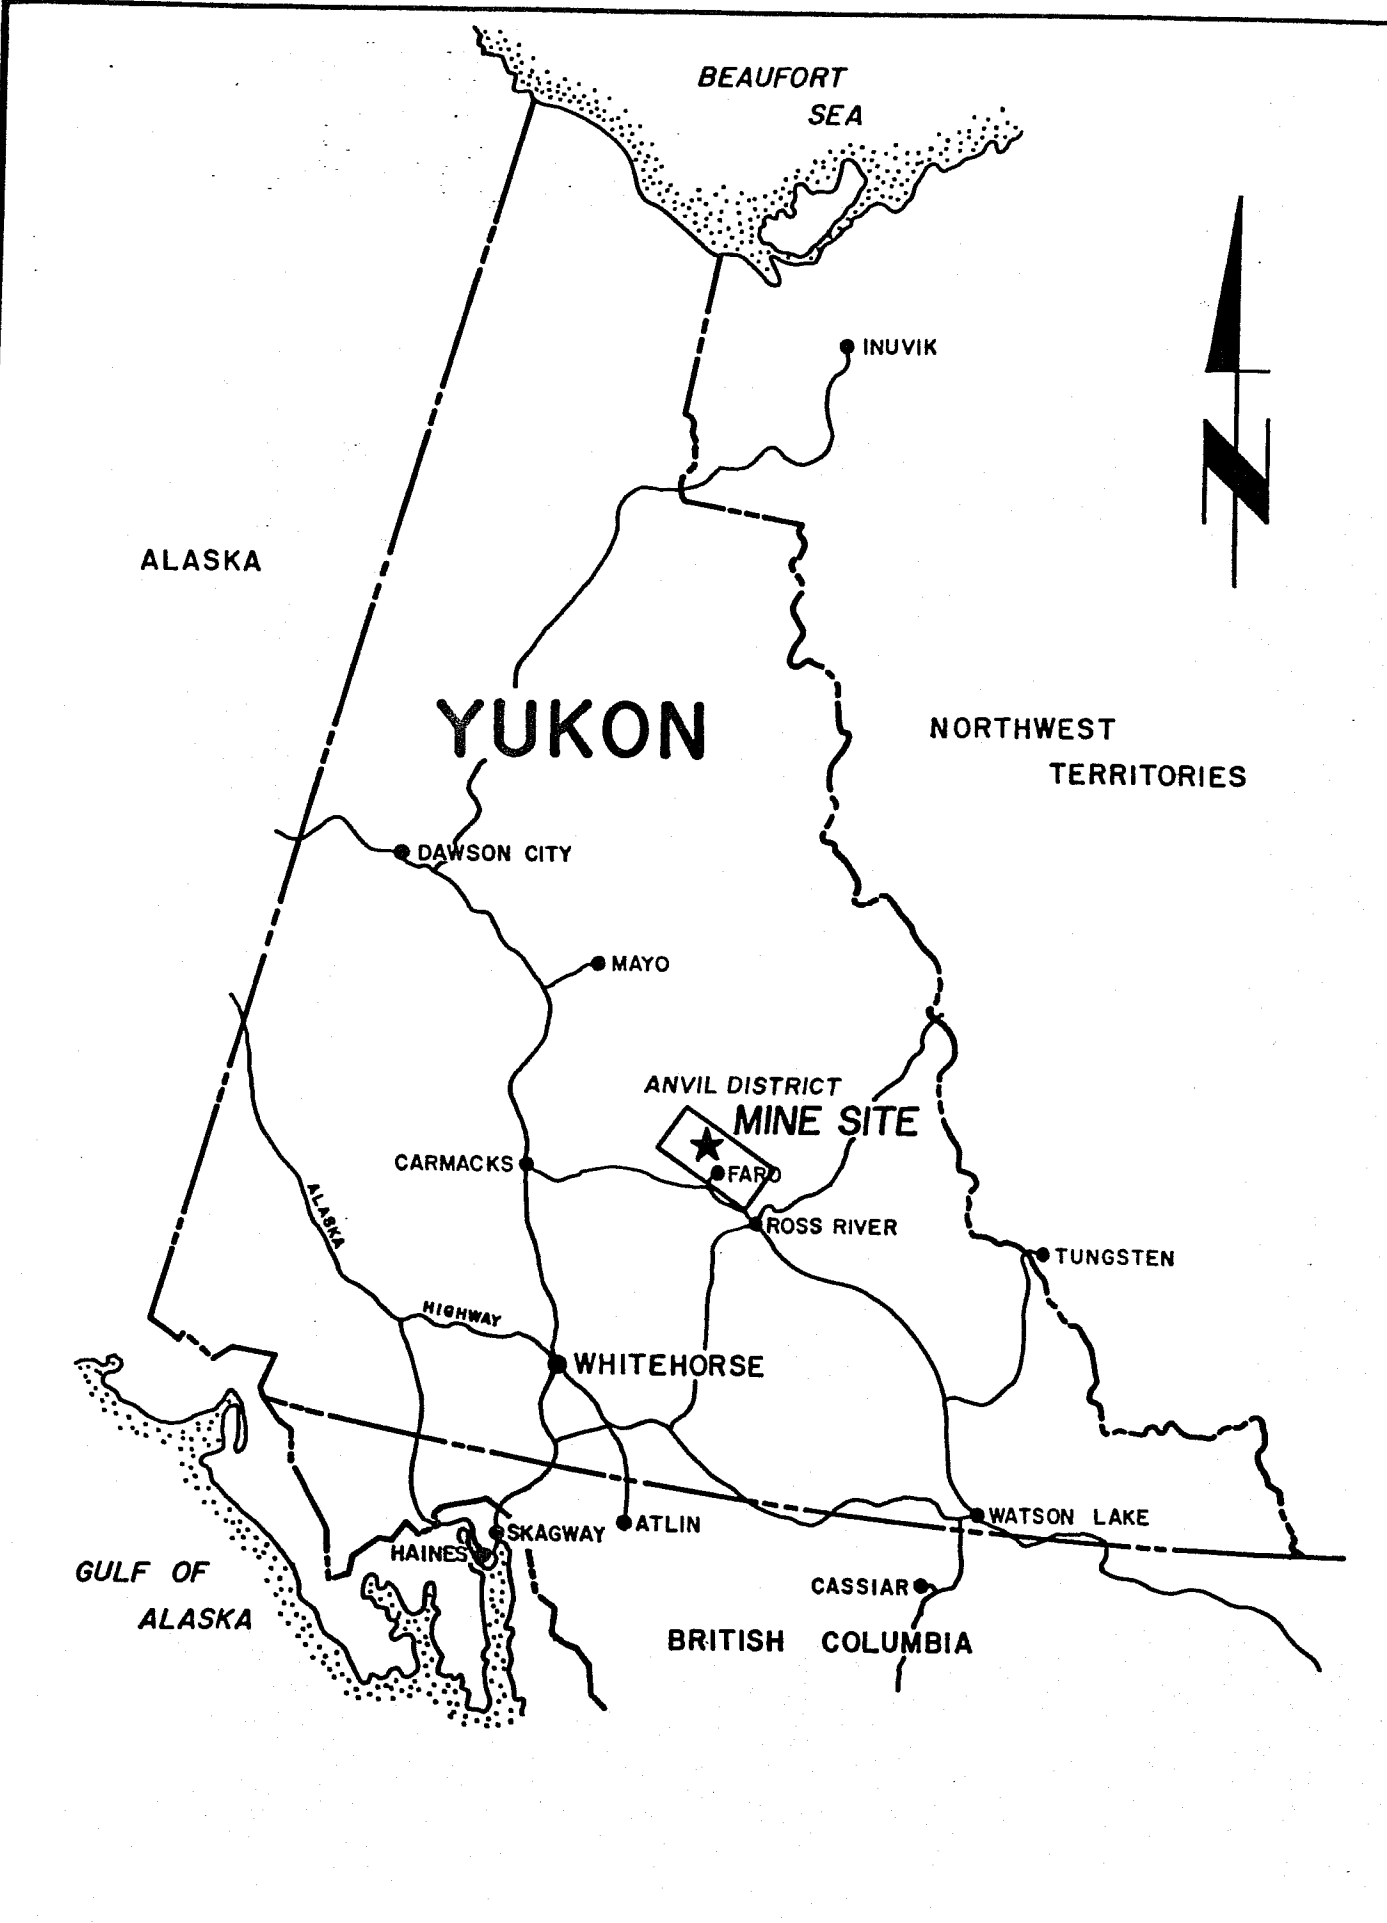 BEAUFORT
SEA
INUVIK
N
ALASKA
YUKON
NORTHWEST
TERRITORIES
DAWSON CITY
MAYO
ANVIL DISTRICT
MINE SITE
CARMACKS
FARO
ALASKA
ROSS RIVER
TUNGSTEN
HIGHWAY
WHITEHORSE
WATSON LAKE
SKAGWAY
ATLIN
HAINES
GULF OF
ALASKA
CASSIAR
BRITISH COLUMBIA